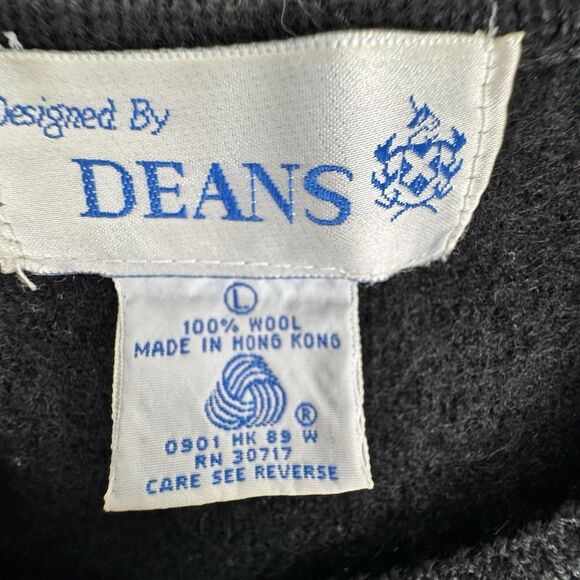 Designed By
DEANS
L
100% WOOL
MADE IN HONG KONG
®
0901 HK 89 W
RN 30717
CARE SEE REVERSE